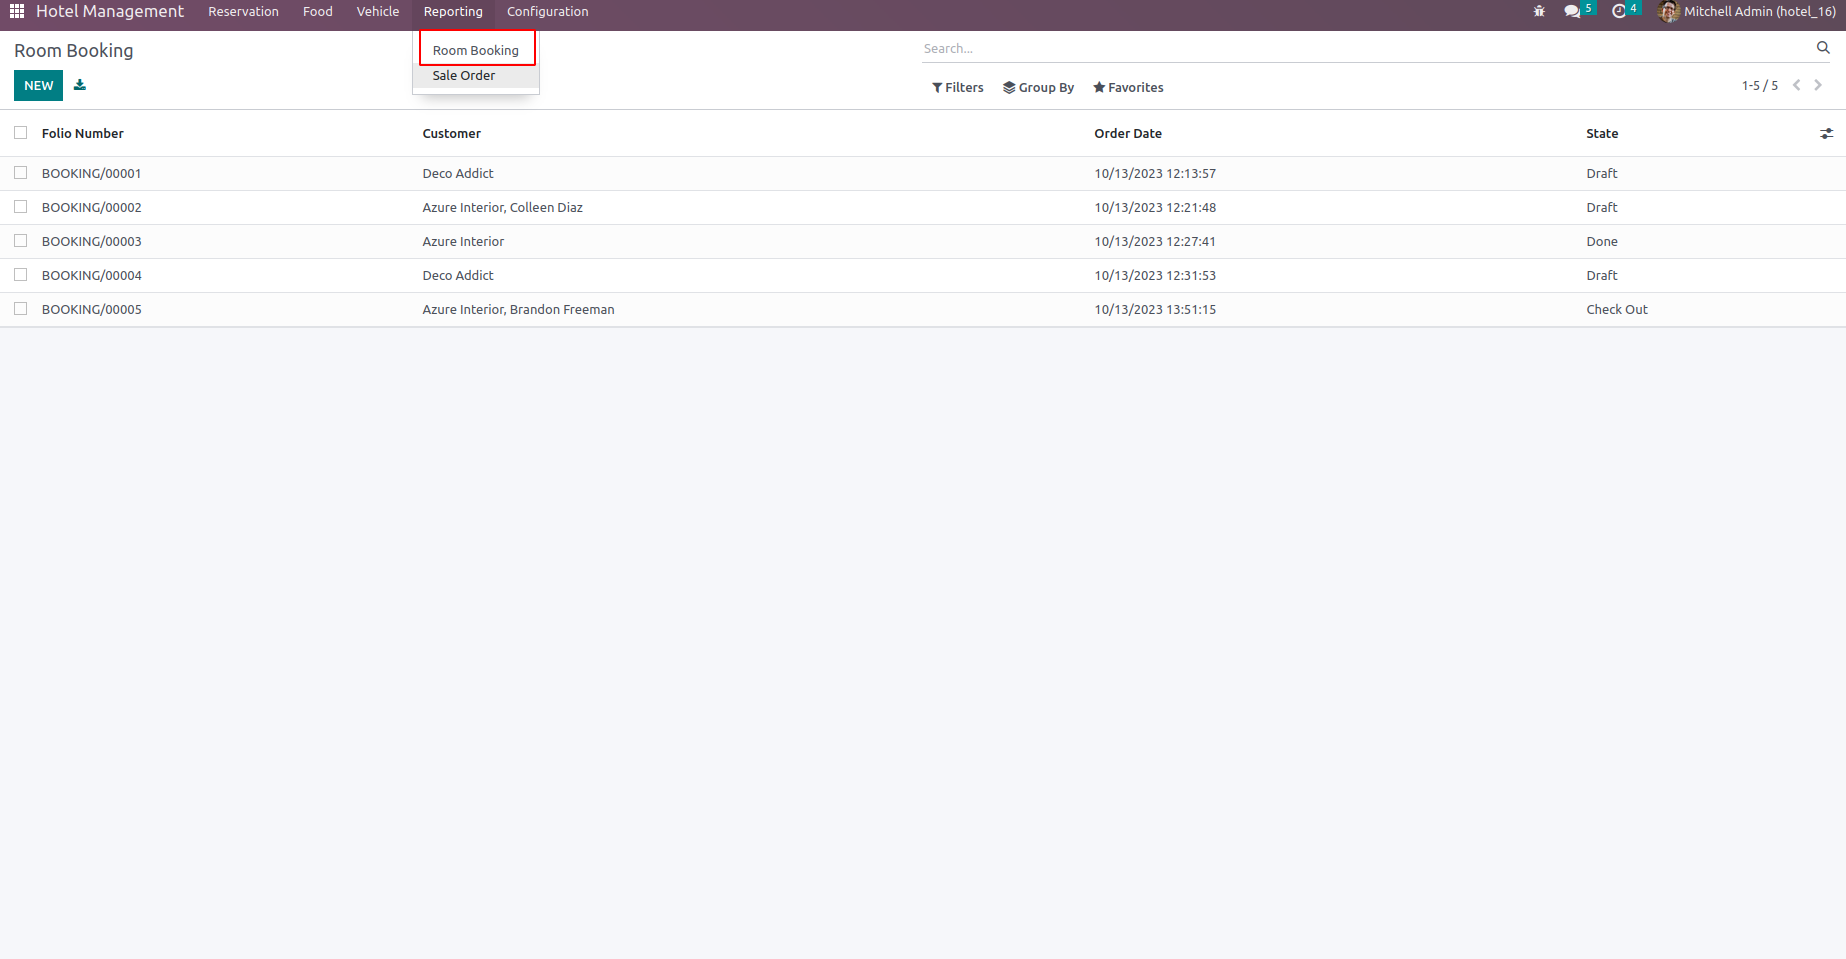 Hotel Management Reservation Food Vehicle Reporting Configuration 5 4 Mitchell Admin (hotel_16)
Room Booking
Room Booking
Sale Order
Search...
NEW
Filters Group By Favorites 1-5 / 5
Folio Number Customer Order Date State
BOOKING/00001 Deco Addict 10/13/2023 12:13:57 Draft
BOOKING/00002 Azure Interior, Colleen Diaz 10/13/2023 12:21:48 Draft
BOOKING/00003 Azure Interior 10/13/2023 12:27:41 Done
BOOKING/00004 Deco Addict 10/13/2023 12:31:53 Draft
BOOKING/00005 Azure Interior, Brandon Freeman 10/13/2023 13:51:15 Check Out